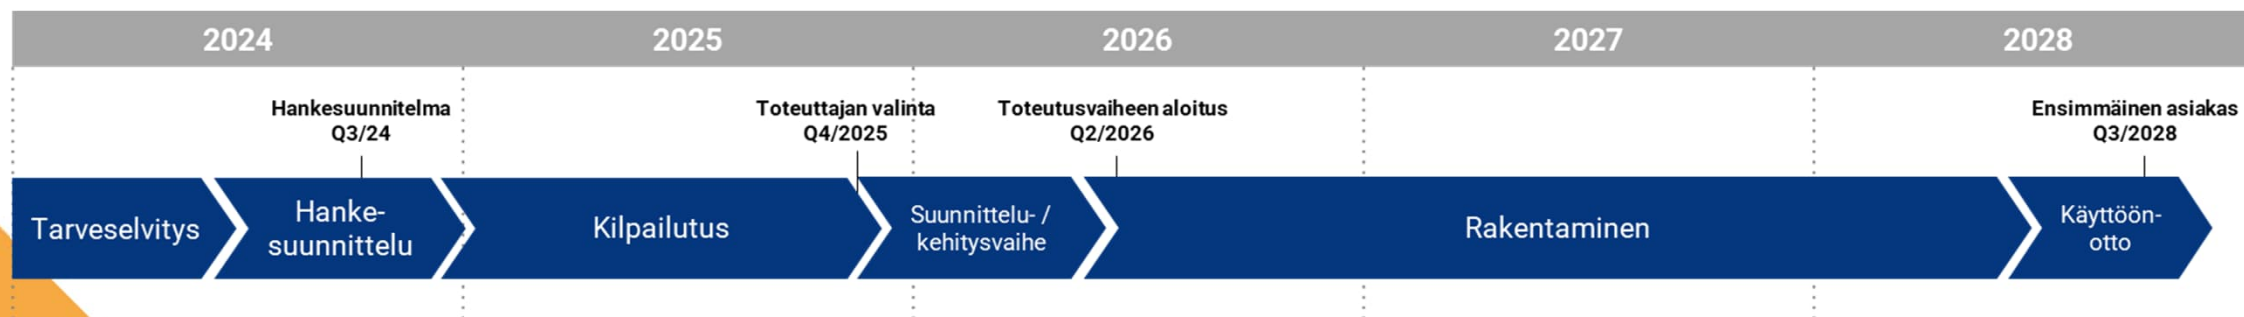 2024 2025 2026 2027 2028
Hankesuunnitelma
Q3/24
Toteuttajan valinta
Q4/2025
Toteutusvaiheen aloitus
Q2/2026
Ensimmäinen asiakas
Q3/2028
Tarveselvitys
Hanke-
suunnittelu
Kilpailutus
Suunnittelu- /
kehitysvaihe
Rakentaminen
Käyttöön-
otto